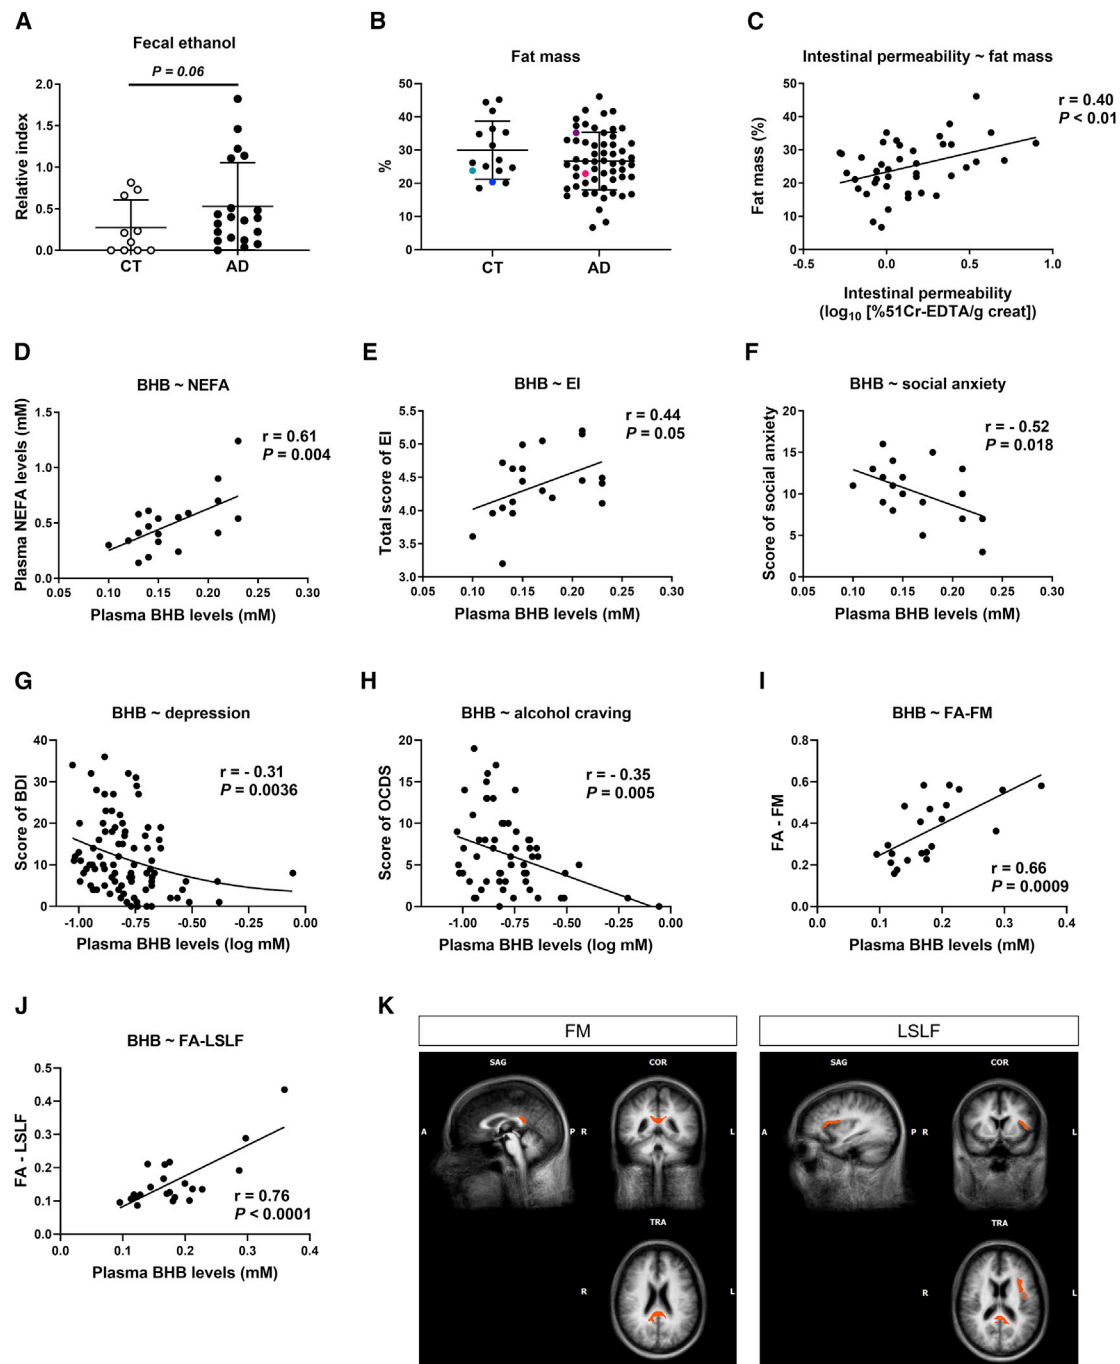 A
Fecal ethanol
P = 0.06
Relative index
2.0
1.5
1.0
0.5
0.0
CT
AD
B
Fat mass
%
50
40
30
20
10
0
CT
AD
C
Intestinal permeability ~ fat mass
r = 0.40
P < 0.01
Fat mass (%)
50
40
30
20
10
0
-0.5
0.0
0.5
1.0
Intestinal permeability
(log10 [%51Cr-EDTA/g creat])
D
BHB ~ NEFA
r = 0.61
P = 0.004
Plasma NEFA levels (mM)
1.5
1.0
0.5
0.0
0.05
0.10
0.15
0.20
0.25
0.30
Plasma BHB levels (mM)
E
BHB ~ EI
r = 0.44
P = 0.05
Total score of EI
5.5
5.0
4.5
4.0
3.5
3.0
0.05
0.10
0.15
0.20
0.25
0.30
Plasma BHB levels (mM)
F
BHB ~ social anxiety
r = - 0.52
P = 0.018
Score of social anxiety
20
15
10
5
0
0.05
0.10
0.15
0.20
0.25
0.30
Plasma BHB levels (mM)
G
BHB ~ depression
r = - 0.31
P = 0.0036
Score of BDI
40
30
20
10
0
-1.00
-0.75
-0.50
-0.25
0.00
Plasma BHB levels (log mM)
H
BHB ~ alcohol craving
r = - 0.35
P = 0.005
Score of OCDS
20
15
10
5
0
-1.00
-0.75
-0.50
-0.25
0.00
Plasma BHB levels (log mM)
I
BHB ~ FA-FM
FA - FM
0.8
0.6
0.4
0.2
0.0
r = 0.66
P = 0.0009
0.0
0.1
0.2
0.3
0.4
Plasma BHB levels (mM)
J
BHB ~ FA-LSLF
FA - LSLF
0.5
0.4
0.3
0.2
0.1
0.0
r = 0.76
P < 0.0001
0.0
0.1
0.2
0.3
0.4
Plasma BHB levels (mM)
K
FM
SAG
COR
A
P
R
L
TRA
R
L
LSLF
SAG
COR
A
P
R
L
TRA
R
L